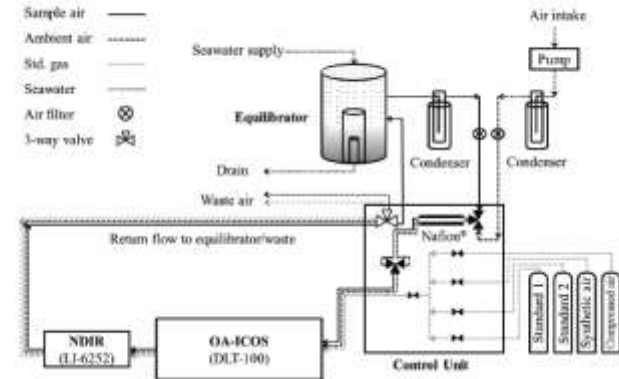 Sample air
Ambient air
Std. gas
Seawater
Air filter
3-way valve
Seawater supply
Equilibrator
Drain
Waste air
Condenser
Air intake
Pump
Condenser
Return flow to equilibrator/waste
Nafion®
NDIR
(LI-6252)
OA-ICOS
(DLT-100)
Control Unit
Standard 1
Standard 2
Synthetic air
Compressed air